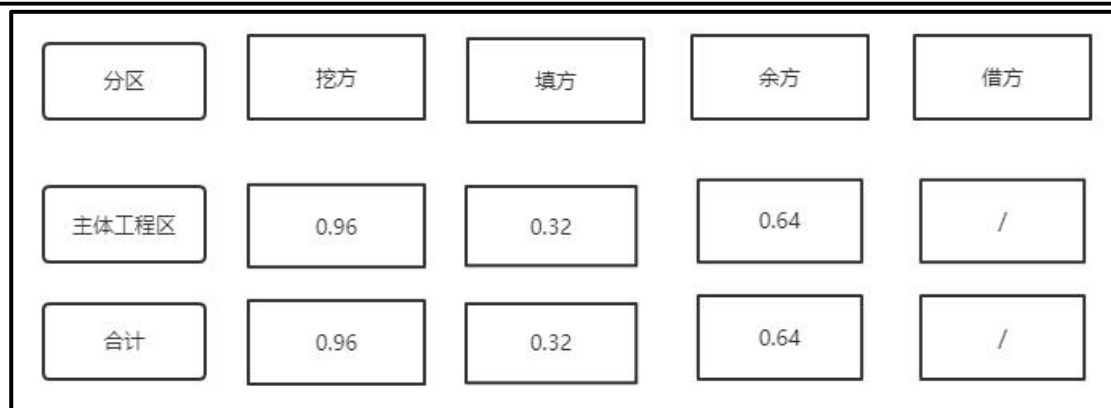 分区 挖方 填方 余方 借方
主体工程区 0.96 0.32 0.64 /
合计 0.96 0.32 0.64 /